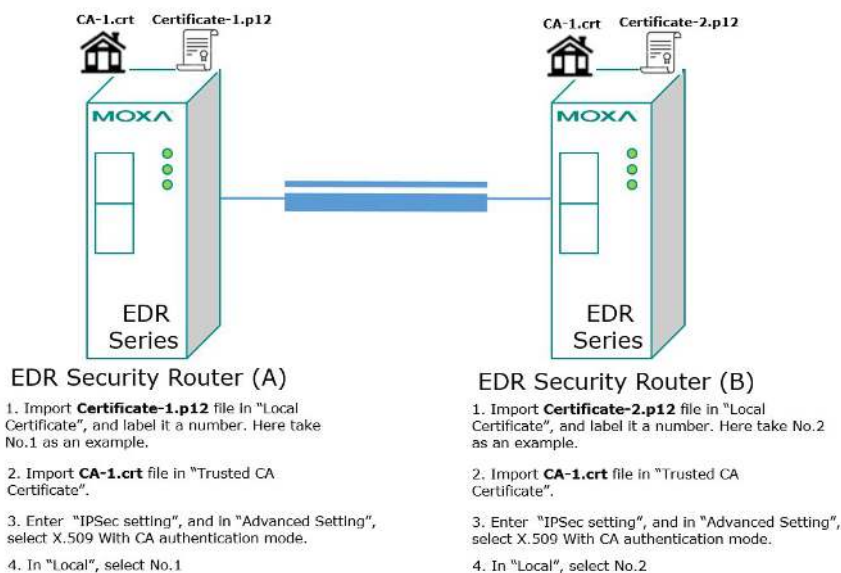 CA-1.crt Certificate-1.p12
MOXA
EDR
Series
EDR Security Router (A)
1. Import Certificate-1.p12 file in "Local
Certificate", and label it a number. Here take
No.1 as an example.
2. Import CA-1.crt file in "Trusted CA
Certificate".
3. Enter "IPSec setting", and in "Advanced Setting",
select X.509 With CA authentication mode.
4. In "Local", select No.1
CA-1.crt Certificate-2.p12
MOXA
EDR
Series
EDR Security Router (B)
1. Import Certificate-2.p12 file in "Local
Certificate", and label it a number. Here take No.2
as an example.
2. Import CA-1.crt file in "Trusted CA
Certificate".
3. Enter "IPSec setting", and in "Advanced Setting",
select X.509 With CA authentication mode.
4. In "Local", select No.2